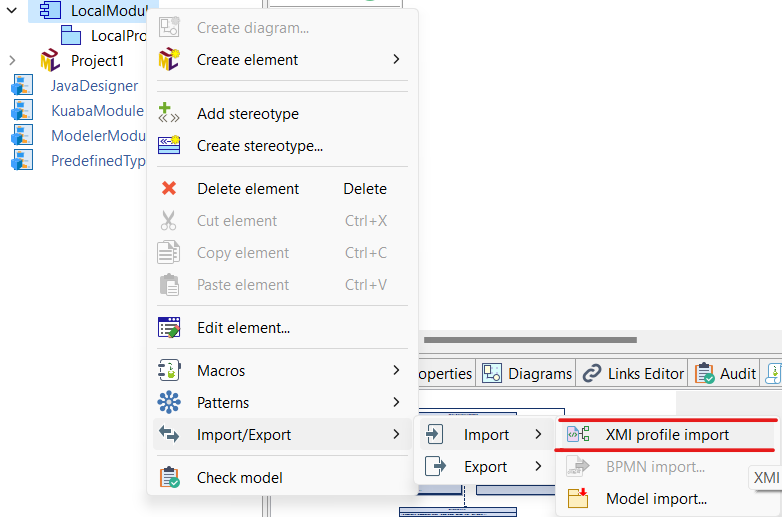 LocalModul
LocalPro
Project1
JavaDesigner
KuabaModule
ModelerModu
PredefinedTyp
Create diagram...
Create element
Add stereotype
Create stereotype...
Delete element Delete
Cut element Ctrl+X
Copy element Ctrl+C
Paste element Ctrl+V
Edit element...
Macros
Patterns
Import/Export
Check model
operties Diagrams Links Editor Audit
Import
Export
XMI profile import
BPMN import...
Model import...
XMI